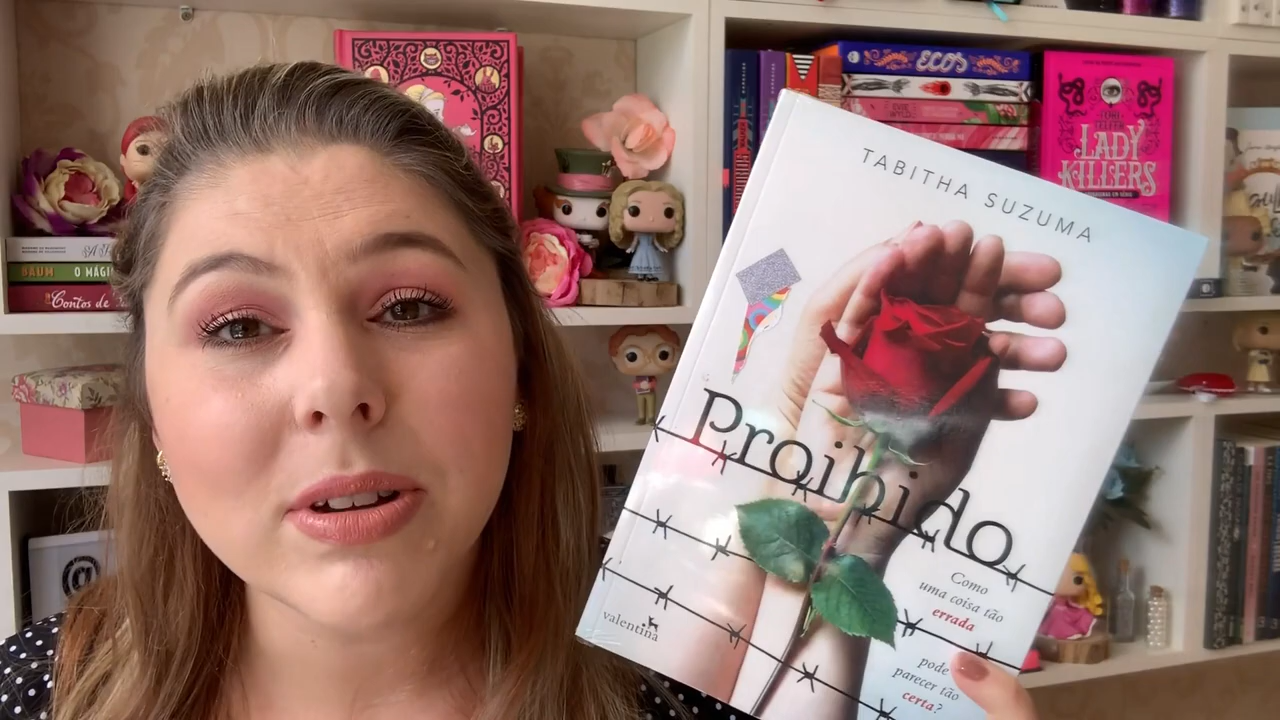 TABITHA SUZUMA
Proibido
Como
uma coisa tão
errada
pode
parecer tão
certa?
valentina
ECOS
LADY
KILLERS
BAUM O MÁGI
Contos de
@